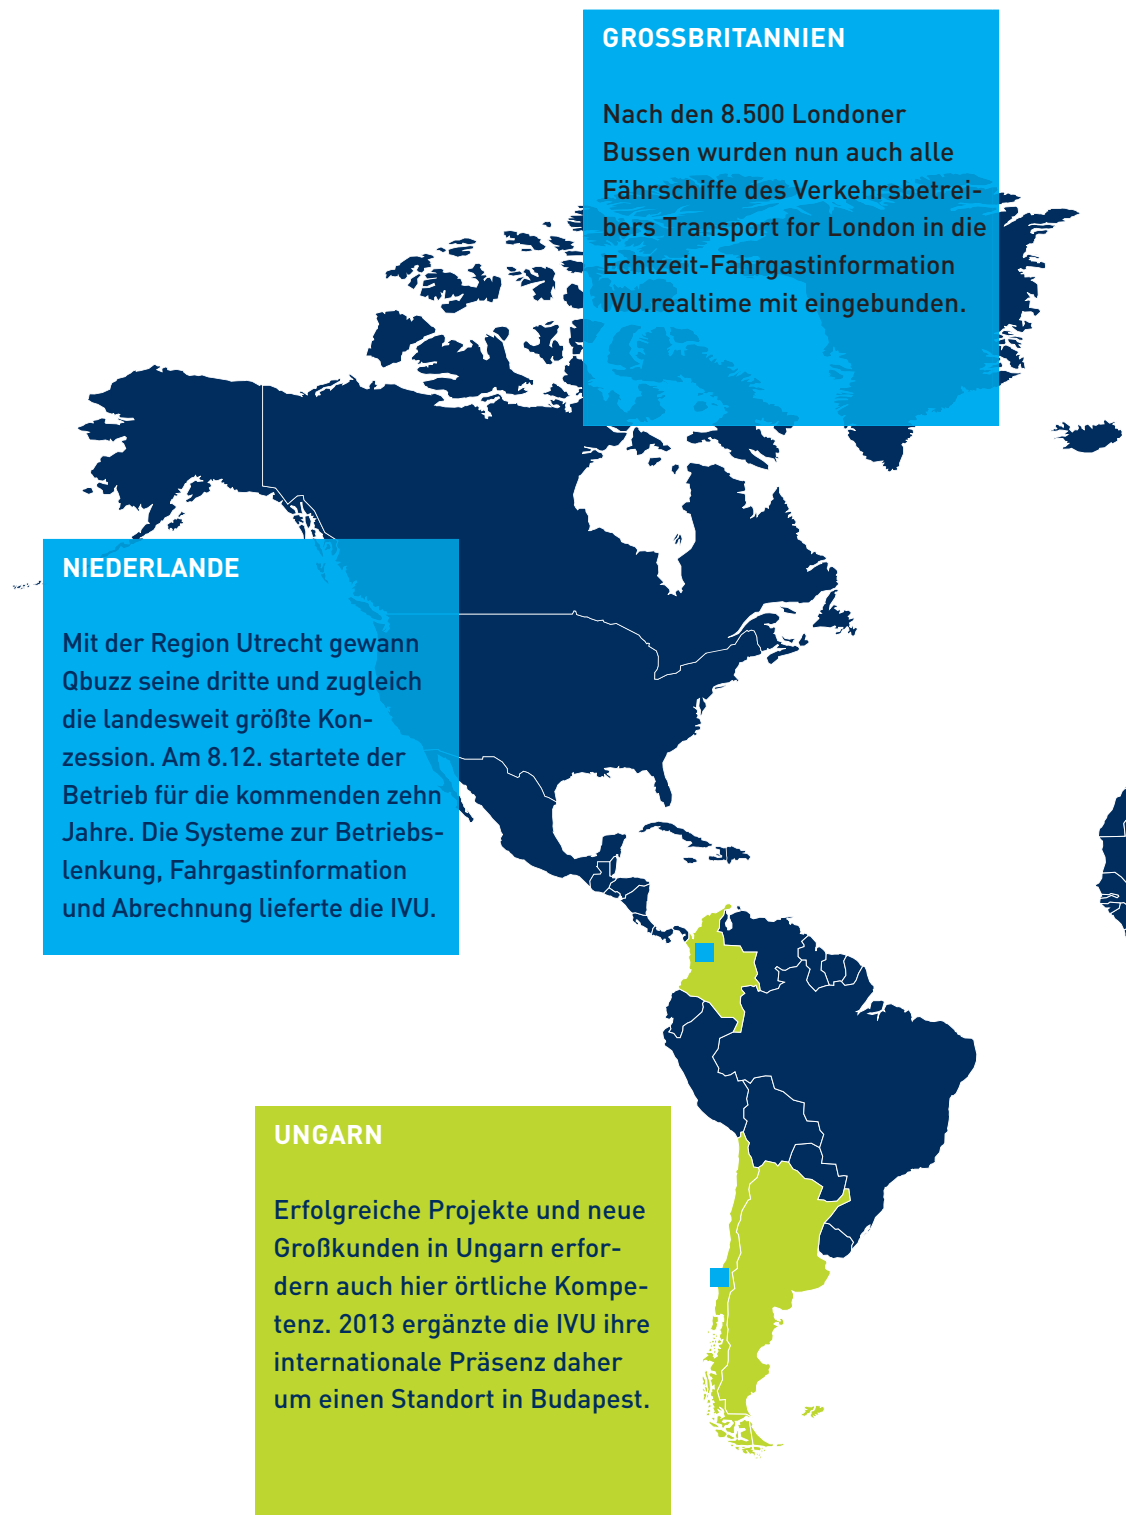 GROSSBRITANNIEN
Nach den 8.500 Londoner
Bussen wurden nun auch alle
Fährschiffe des Verkehrsbetrei-
bers Transport for London in die
Echtzeit-Fahrgastinformation
IVU.realtime mit eingebunden.
NIEDERLANDE
Mit der Region Utrecht gewann
Qbuzz seine dritte und zugleich
die landesweit größte Kon-
zession. Am 8.12. startete der
Betrieb für die kommenden zehn
Jahre. Die Systeme zur Betriebs-
lenkung, Fahrgastinformation
und Abrechnung lieferte die IVU.
UNGARN
Erfolgreiche Projekte und neue
Großkunden in Ungarn erfor-
dern auch hier örtliche Kompe-
tenz. 2013 ergänzte die IVU ihre
internationale Präsenz daher
um einen Standort in Budapest.